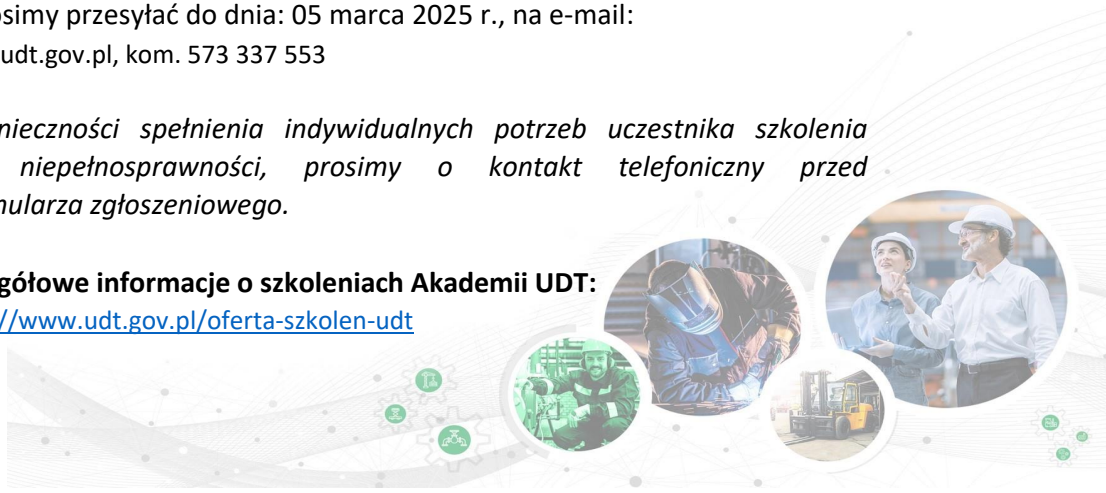 osimy przesyłać do dnia: 05 marca 2025 r., na e-mail:
udt.gov.pl, kom. 573 337 553
nieczności spełnienia indywidualnych potrzeb uczestnika szkolenia
niepełnosprawności, prosimy o kontakt telefoniczny przed
nularza zgłoszeniowego.
gółowe informacje o szkoleniach Akademii UDT:
//www.udt.gov.pl/oferta-szkolen-udt